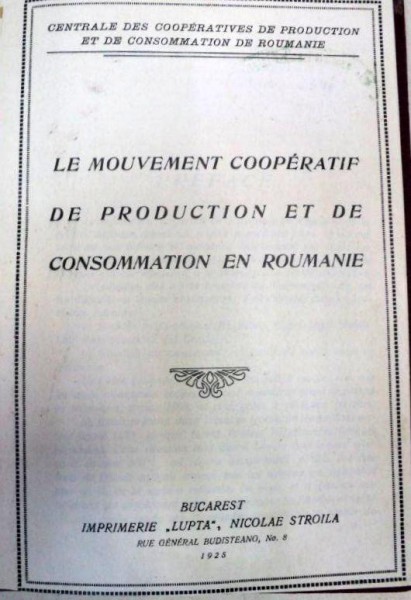 CENTRALE DES COOPÉRATIVES DE PRODUCTION
ET DE CONSOMMATION DE ROUMANIE
LE MOUVEMENT COOPÉRATIF
DE PRODUCTION ET DE
CONSOMMATION EN ROUMANIE
BUCAREST
IMPRIMERIE „LUPTA“, NICOLAE STROILA
RUE GÉNÉRAL BUDISTEANO, No. 8
1925